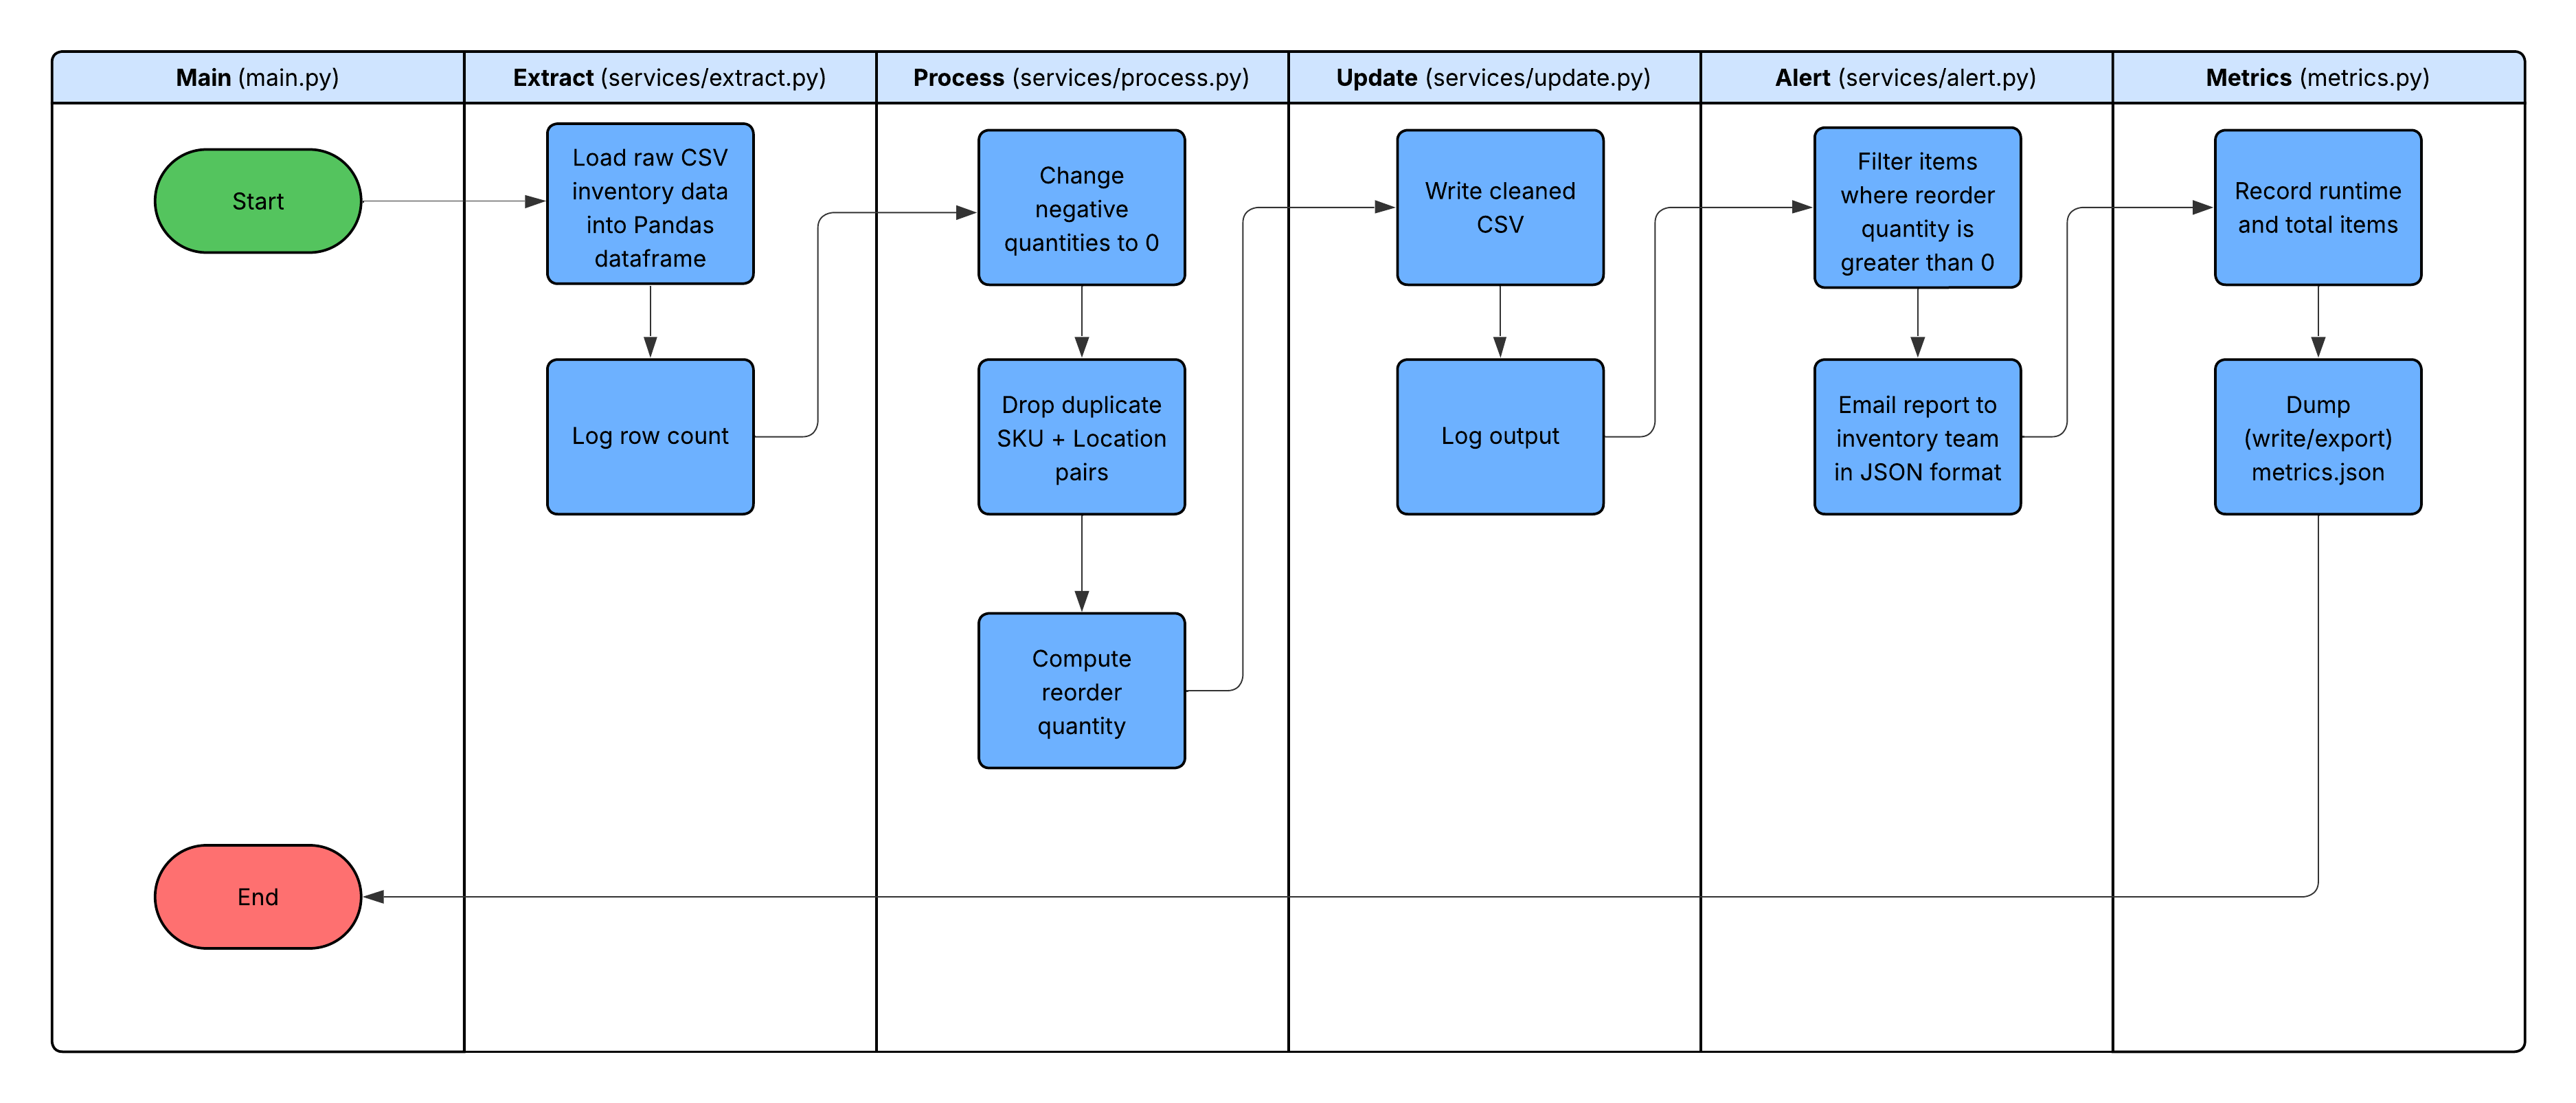 Main (main.py)
Extract (services/extract.py)
Process (services/process.py)
Update (services/update.py)
Alert (services/alert.py)
Metrics (metrics.py)
Start
Load raw CSV
inventory data
into Pandas
dataframe
Log row count
Change
negative
quantities to 0
Drop duplicate
SKU + Location
pairs
Compute
reorder
quantity
Write cleaned
CSV
Log output
Filter items
where reorder
quantity is
greater than 0
Email report to
inventory team
in JSON format
Record runtime
and total items
Dump
(write/export)
metrics.json
End